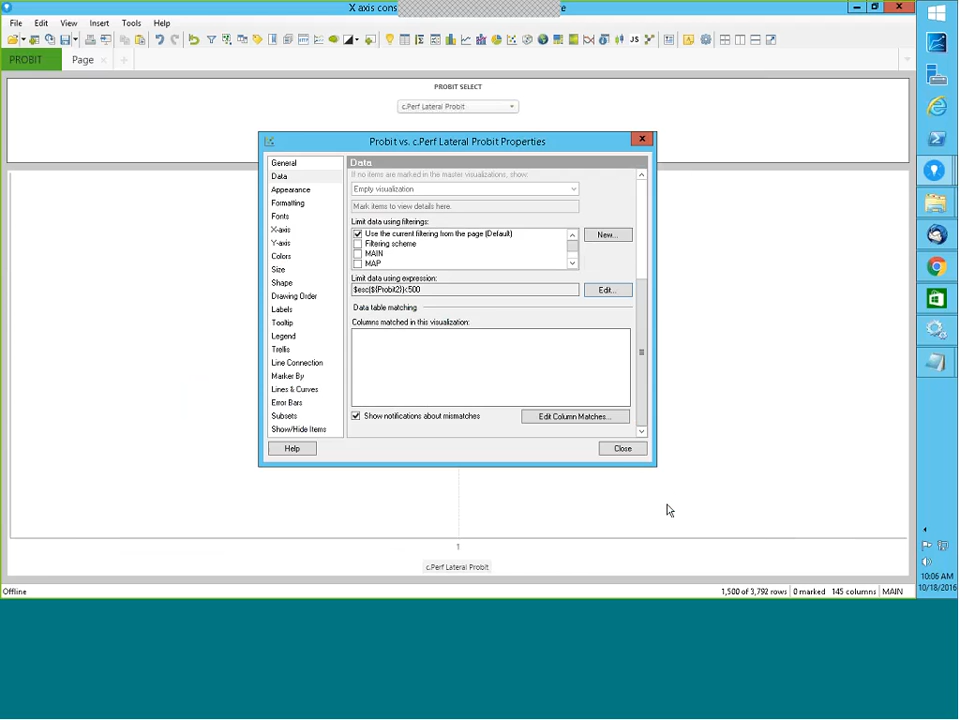 X axis cons
e
File Edit View Insert Tools Help
JS
PROBIT Page
PROBIT SELECT
c.Perf Lateral Probit
Probit vs. c.Perf Lateral Probit Properties
General
Data
Appearance
Formatting
Fonts
X-axis
Y-axis
Colors
Size
Shape
Drawing Order
Labels
Tooltip
Legend
Trellis
Line Connection
Marker By
Lines & Curves
Error Bars
Subsets
Show/Hide Items
Data
If no items are marked in the master visualizations, show:
Empty visualization
Mark items to view details here.
Limit data using filterings:
Use the current filtering from the page (Default)
Filtering scheme
MAIN
MAP
New...
Limit data using expression:
$esc(${Probit2})<500
Edit...
Data table matching
Columns matched in this visualization:
Show notifications about mismatches
Edit Column Matches...
Help
Close
1
c.Perf Lateral Probit
Offline
1,500 of 3,792 rows 0 marked 145 columns MAIN
10:06 AM
10/18/2016